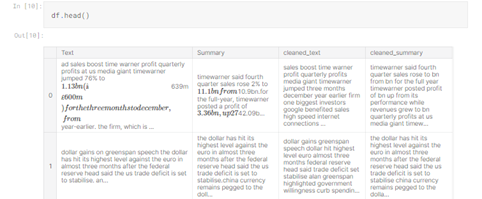 In [10]:
df.head()
Out[10]:
Text Summary cleaned_text cleaned_summary
0
ad sales boost time warner profit quarterly
profits at us media giant timewarner
jumped 76% to
1.13bn(â 639m
â600m
)forthethreemonthstodecember,
from
year-earlier. the firm, which is ...
timewarner said fourth
quarter sales rose 2% to
11.1bnfrom10.9bn.for
the full-year, timewarner
posted a profit of
3.36bn, up2742.09b...
sales boost time warner
profit quarterly profits
media giant timewarner
jumped three months
december year earlier firm
one biggest investors
google benefited sales
high speed internet
connections ...
timewarner said fourth
quarter sales rose to bn
from bn for the full year
timewarner posted profit
of bn up from its
performance while
revenues grew to bn
quarterly profits at us
media giant timew...
1
dollar gains on greenspan speech the dollar
has hit its highest level against the euro in
almost three months after the federal
reserve head said the us trade deficit is set
to stabilise. an...
the dollar has hit its
highest level against the
euro in almost three
months after the federal
reserve head said the us
trade deficit is set to
stabilise.china currency
remains pegged to the
doll...
dollar gains greenspan
speech dollar hit highest
level euro almost three
months federal reserve
head said trade deficit set
stabilise alan greenspan
highlighted government
willingness curb spendin...
the dollar has hit its
highest level against the
euro in almost three
months after the federal
reserve head said the us
trade deficit is set to
stabilise china currency
remains pegged to the
dolla...